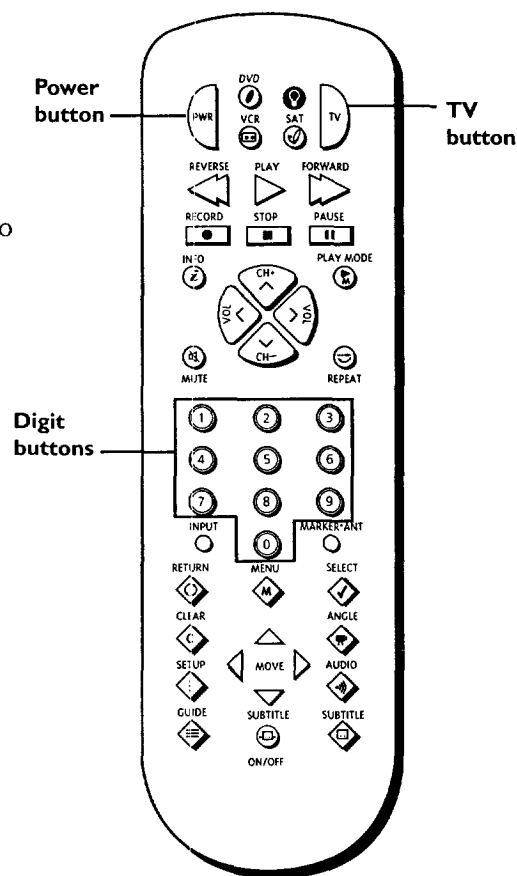 DVD
Power
button
TV
button
PWR
VCR
SAT
TV
REVERSE
PLAY
FORWARD
RECORD
STOP
PAUSE
O
INFO
i
PLAY MODE
M
CH+
VOL
VOL
CH−
MUTE
REPEAT
Digit
buttons
1
2
3
4
5
6
7
8
9
INPUT
0
MARKER•ANT
RETURN
MENU
SELECT
M
CLEAR
ANGLE
C
SETUP
MOVE
AUDIO
GUIDE
SUBTITLE
SUBTITLE
ON/OFF